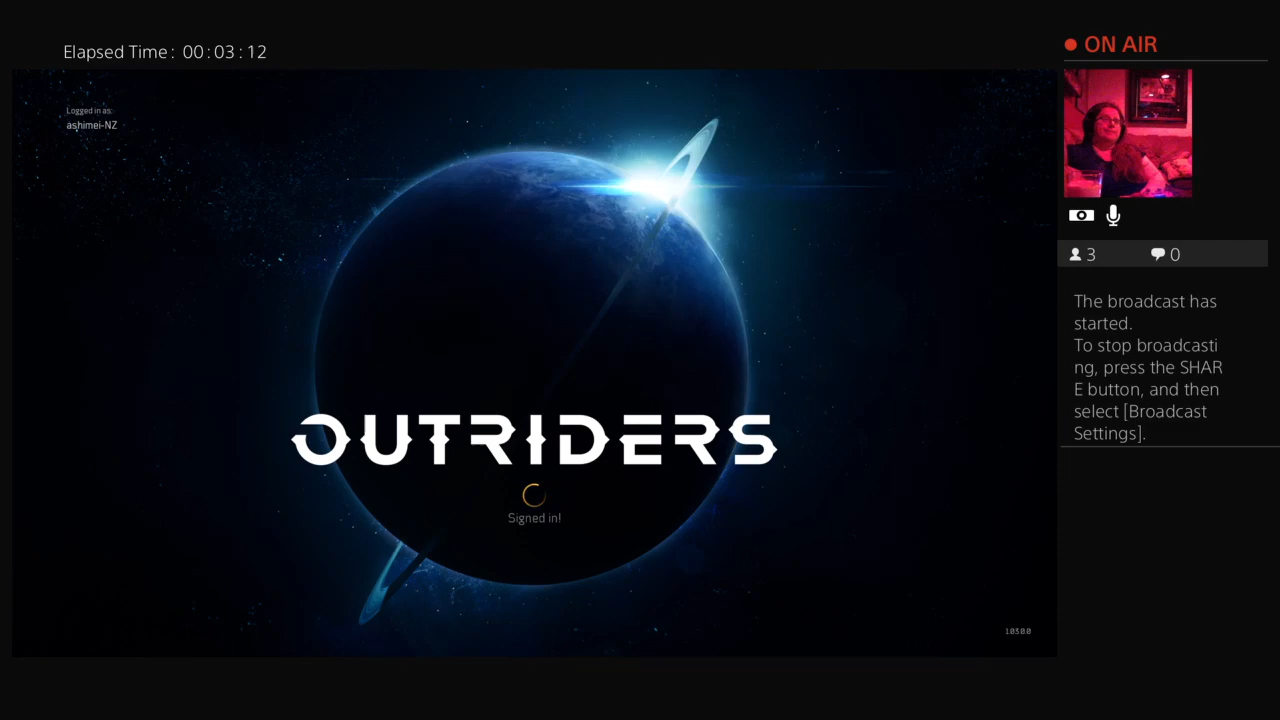 Elapsed Time: 00:03:12
ON AIR
Logged in as:
ashimei-NZ
3
0
The broadcast has
started.
To stop broadcasti
ng, press the SHAR
E button, and then
select [Broadcast
Settings].
OUTRIDERS
Signed in!
10300